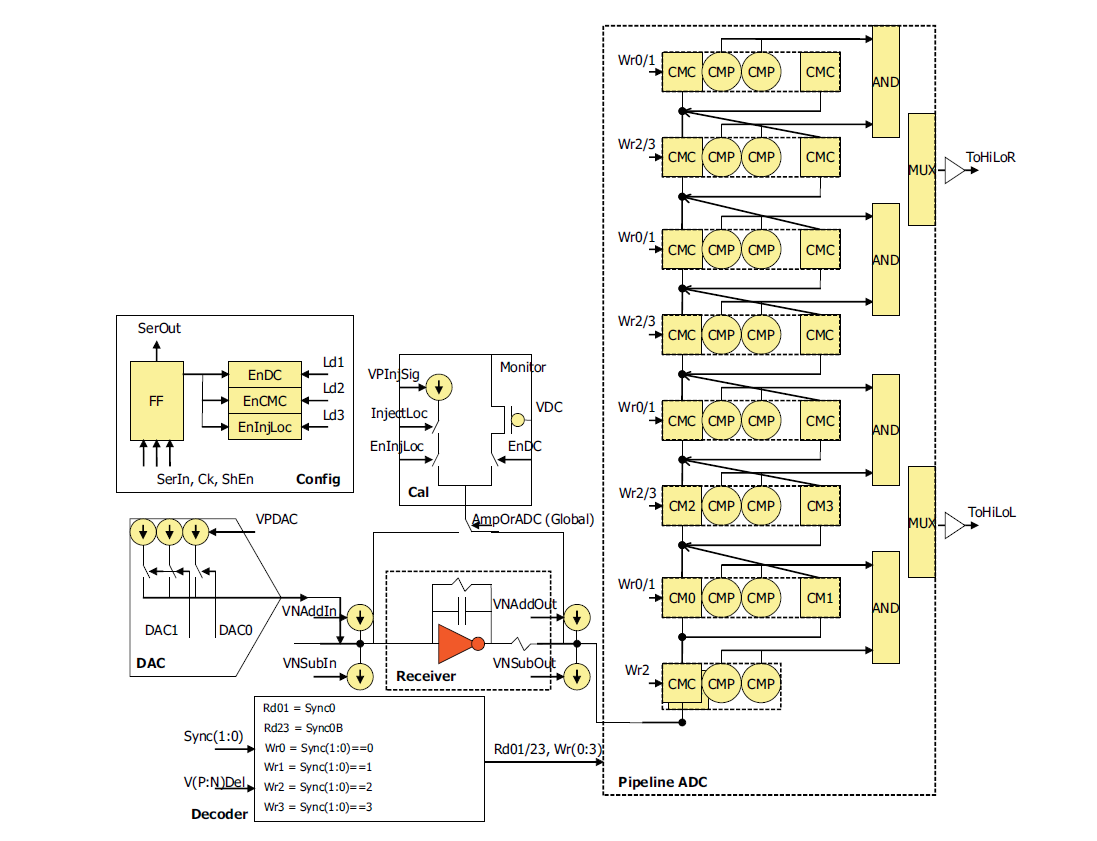 Wr0/1
CMC CMP CMP CMC
AND
Wr2/3
CMC CMP CMP CMC
MUX
ToHiLoR
Wr0/1
CMC CMP CMP CMC
AND
Wr2/3
CMC CMP CMP CMC
Wr0/1
CMC CMP CMP CMC
AND
Wr2/3
CM2 CMP CMP CM3
MUX
ToHiLoL
Wr0/1
CM0 CMP CMP CM1
AND
Wr2
CMC CMP CMP
Pipeline ADC
SerOut
FF
EnDC
EnCMC
EnInjLoc
Ld1
Ld2
Ld3
SerIn, Ck, ShEn
Config
VPInjSig
InjectLoc
EnInjLoc
Monitor
VDC
EnDC
Cal
AmpOrADC (Global)
VPDAC
DAC1
DAC0
DAC
VNAddIn
VNSubIn
VNAddOut
VNSubOut
Receiver
Sync(1:0)
V(P:N)Del
Decoder
Rd01 = Sync0
Rd23 = Sync0B
Wr0 = Sync(1:0)==0
Wr1 = Sync(1:0)==1
Wr2 = Sync(1:0)==2
Wr3 = Sync(1:0)==3
Rd01/23, Wr(0:3)